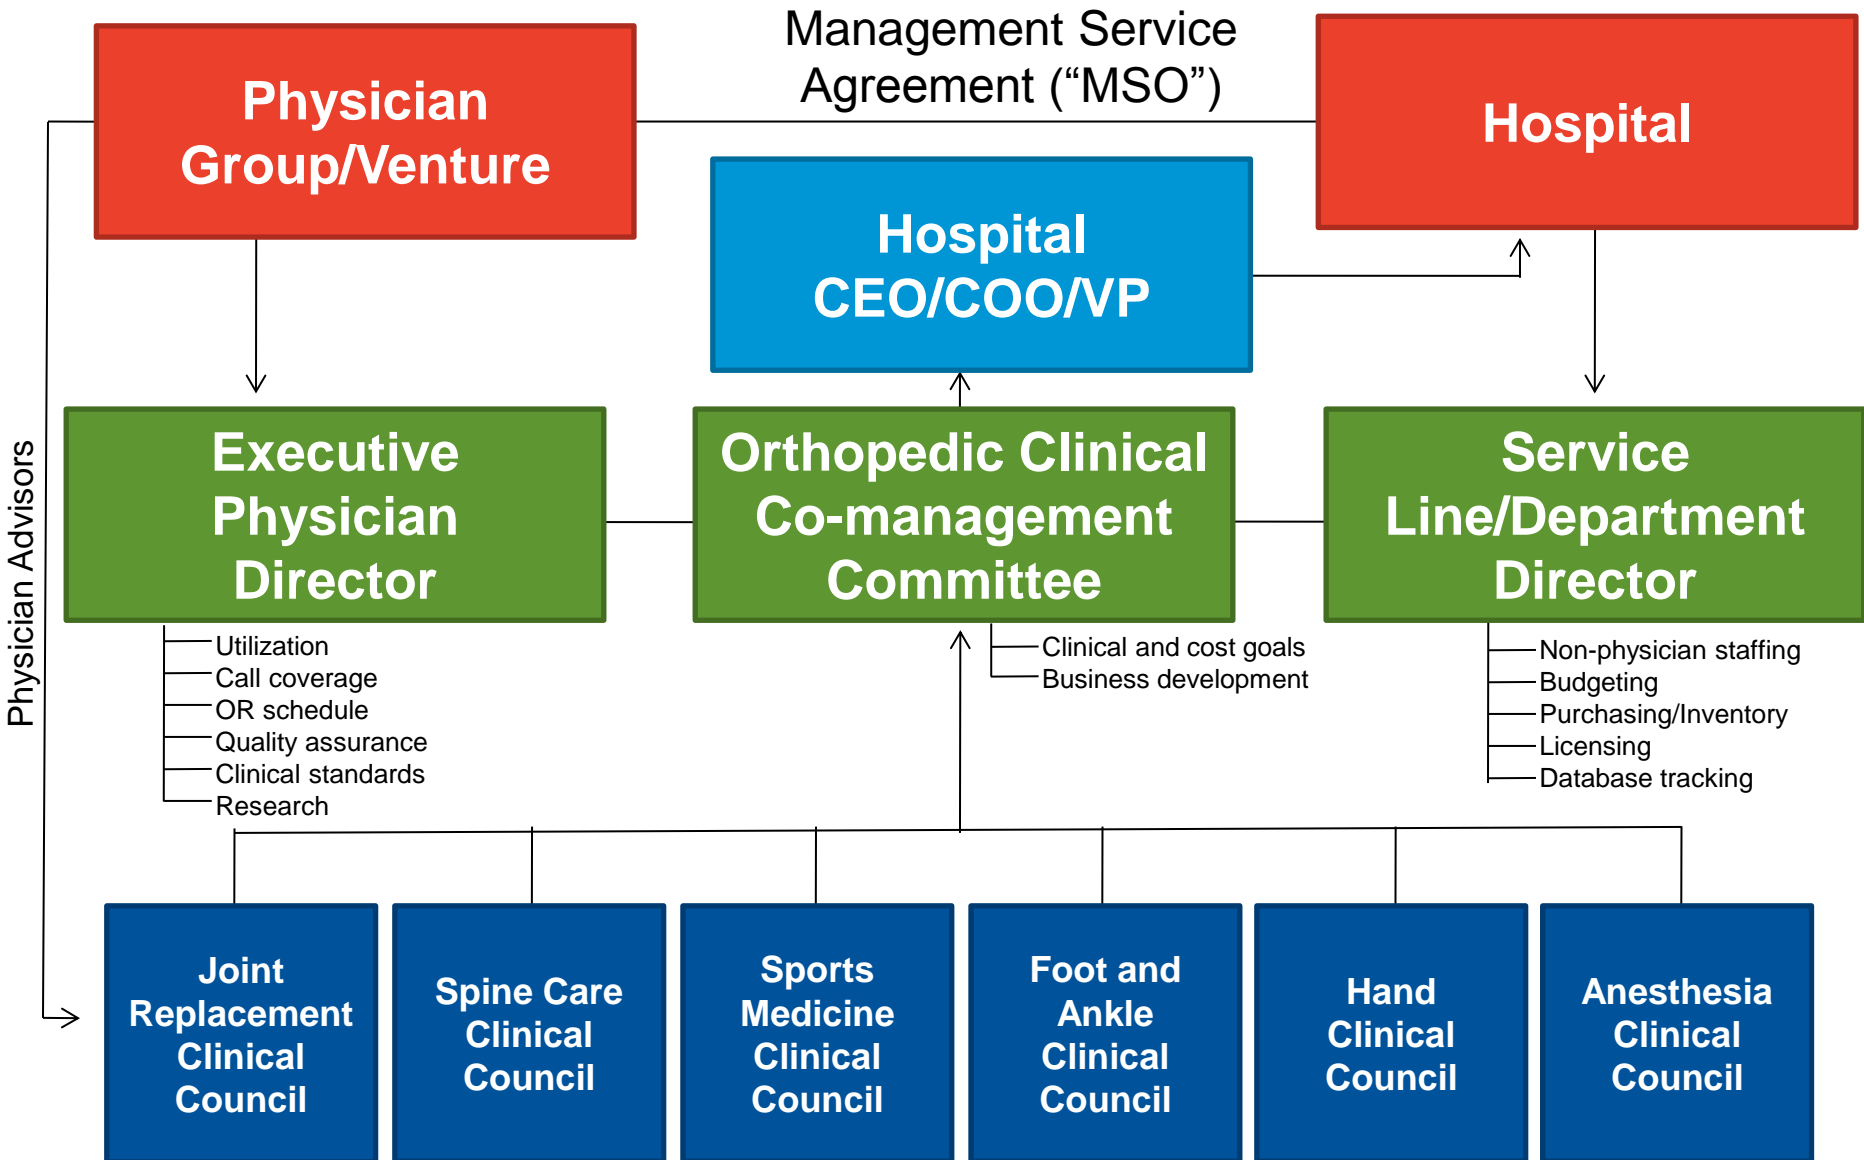 Management Service
Agreement (“MSO”)
Physician
Group/Venture
Hospital
Hospital
CEO/COO/VP
Physician Advisors
Executive
Physician
Director
Orthopedic Clinical
Co-management
Committee
Service
Line/Department
Director
Utilization
Call coverage
OR schedule
Quality assurance
Clinical standards
Research
Clinical and cost goals
Business development
Non-physician staffing
Budgeting
Purchasing/Inventory
Licensing
Database tracking
Joint
Replacement
Clinical
Council
Spine Care
Clinical
Council
Sports
Medicine
Clinical
Council
Foot and
Ankle
Clinical
Council
Hand
Clinical
Council
Anesthesia
Clinical
Council